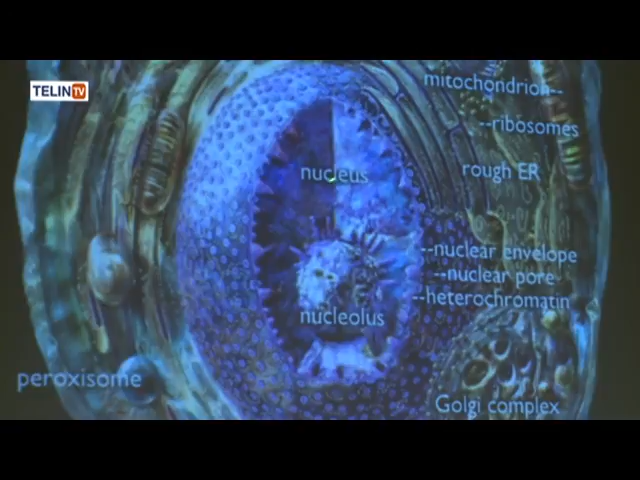 TELIN TV
mitochondrion--
--ribosomes
nucleus
rough ER
--nuclear envelope
--nuclear pore
--heterochromatin
nucleolus
peroxisome
Golgi complex